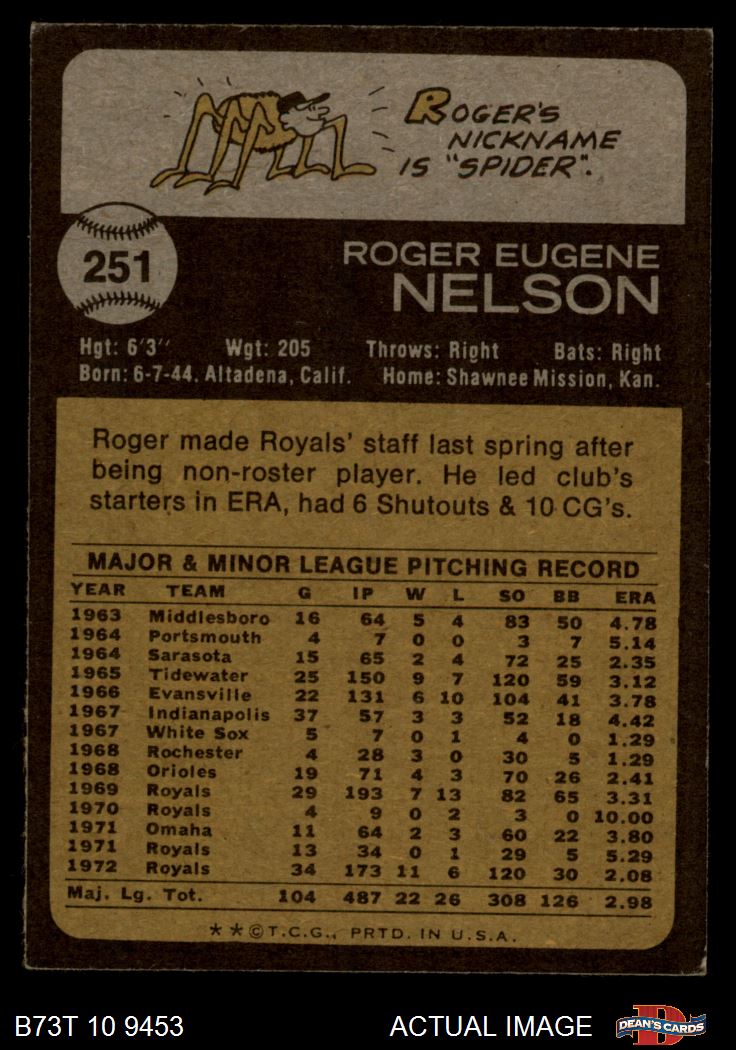 ROGER'S
NICKNAME
IS "SPIDER".
251
ROGER EUGENE
NELSON
Hgt: 6'3" Wgt: 205 Throws: Right Bats: Right
Born: 6-7-44, Altadena, Calif. Home: Shawnee Mission, Kan.
Roger made Royals' staff last spring after
being non-roster player. He led club's
starters in ERA, had 6 Shutouts & 10 CG's.
MAJOR & MINOR LEAGUE PITCHING RECORD
YEAR TEAM G IP W L SO BB ERA
1963 Middlesboro 16 64 5 4 83 50 4.78
1964 Portsmouth 4 7 0 0 3 7 5.14
1964 Sarasota 15 65 2 4 72 25 2.35
1965 Tidewater 25 150 9 7 120 59 3.12
1966 Evansville 22 131 6 10 104 41 3.78
1967 Indianapolis 37 57 3 3 52 18 4.42
1967 White Sox 5 7 0 1 4 0 1.29
1968 Rochester 4 28 3 0 30 5 1.29
1968 Orioles 19 71 4 3 70 26 2.41
1969 Royals 29 193 7 13 82 65 3.31
1970 Royals 4 9 0 2 3 0 10.00
1971 Omaha 11 64 2 3 60 22 3.80
1971 Royals 13 34 0 1 29 5 5.29
1972 Royals 34 173 11 6 120 30 2.08
Maj. Lg. Tot. 104 487 22 26 308 126 2.98
* * © T.C.G., PRTD. IN U.S.A.
B73T 10 9453 ACTUAL IMAGE D DEAN'S CARDS